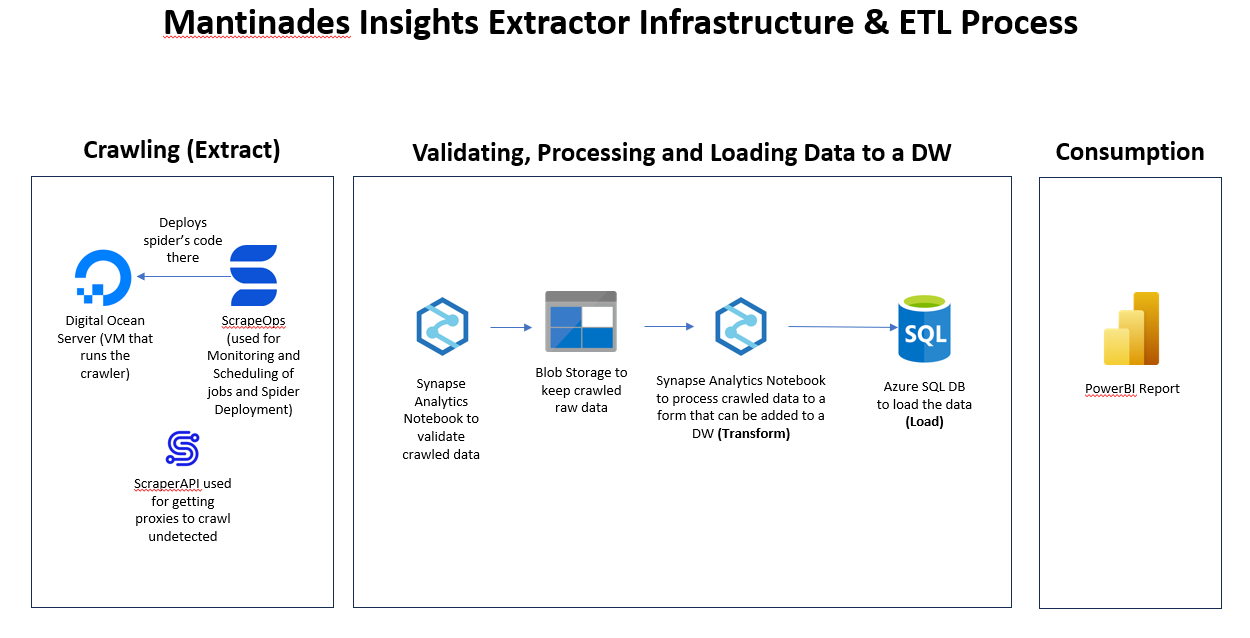 Mantinades Insights Extractor Infrastructure & ETL Process
Crawling (Extract)
Deploys
spider's code
there
Digital Ocean
Server (VM that
runs the
crawler)
ScrapeOps
(used for
Monitoring and
Scheduling of
jobs and Spider
Deployment)
ScraperAPI used
for getting
proxies to crawl
undetected
Validating, Processing and Loading Data to a DW
Synapse
Analytics
Notebook to
validate
crawled data
Blob Storage to
keep crawled
raw data
Synapse Analytics Notebook
to process crawled data to a
form that can be added to a
DW (Transform)
SQL
Azure SQL DB
to load the data
(Load)
Consumption
PowerBI Report